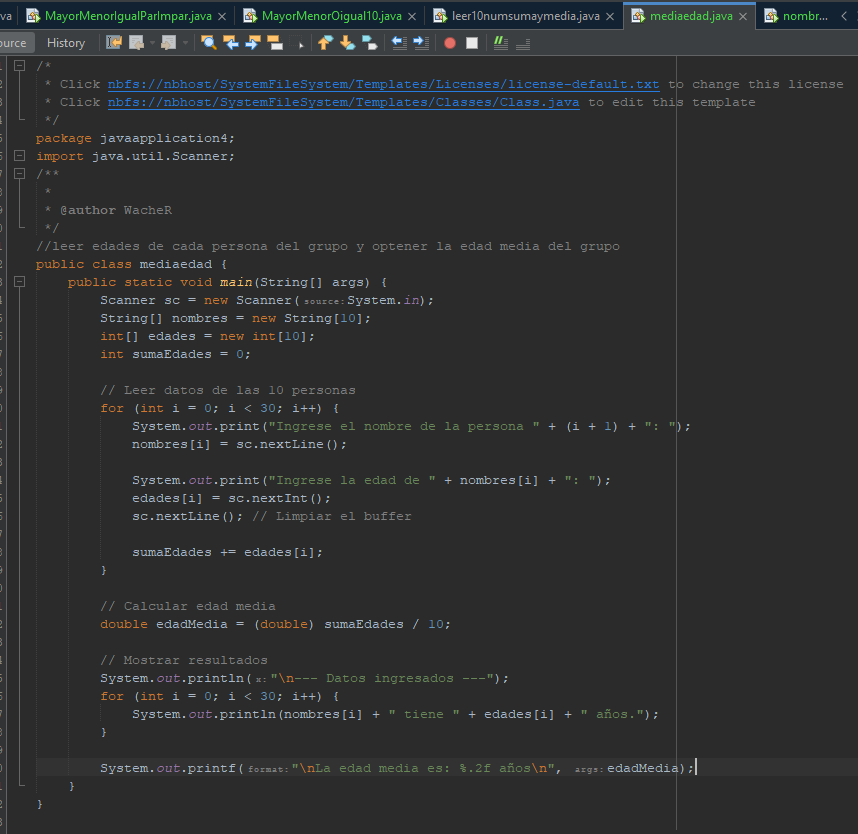 va MayorMenorIgualParImpar.java × MayorMenorOigual10.java × leer10numsumaymedia.java × mediaedad.java × nombr...
ource History
/*
 * Click nbfs://nbhost/SystemFileSystem/Templates/Licenses/license-default.txt to change this license
 * Click nbfs://nbhost/SystemFileSystem/Templates/Classes/Class.java to edit this template
 */
package javaapplication4;
import java.util.Scanner;
/**
 *
 * @author WacheR
 */
//leer edades de cada persona del grupo y optener la edad media del grupo
public class mediaedad {
    public static void main(String[] args) {
        Scanner sc = new Scanner(source:System.in);
        String[] nombres = new String[10];
        int[] edades = new int[10];
        int sumaEdades = 0;
        // Leer datos de las 10 personas
        for (int i = 0; i < 30; i++) {
            System.out.print("Ingrese el nombre de la persona " + (i + 1) + ": ");
            nombres[i] = sc.nextLine();
            System.out.print("Ingrese la edad de " + nombres[i] + ": ");
            edades[i] = sc.nextInt();
            sc.nextLine(); // Limpiar el buffer
            sumaEdades += edades[i];
        }
        // Calcular edad media
        double edadMedia = (double) sumaEdades / 10;
        // Mostrar resultados
        System.out.println(x:"\n--- Datos ingresados ---");
        for (int i = 0; i < 30; i++) {
            System.out.println(nombres[i] + " tiene " + edades[i] + " años.");
        }
        System.out.printf(format:"\nLa edad media es: %.2f años\n", args:edadMedia);
    }
}